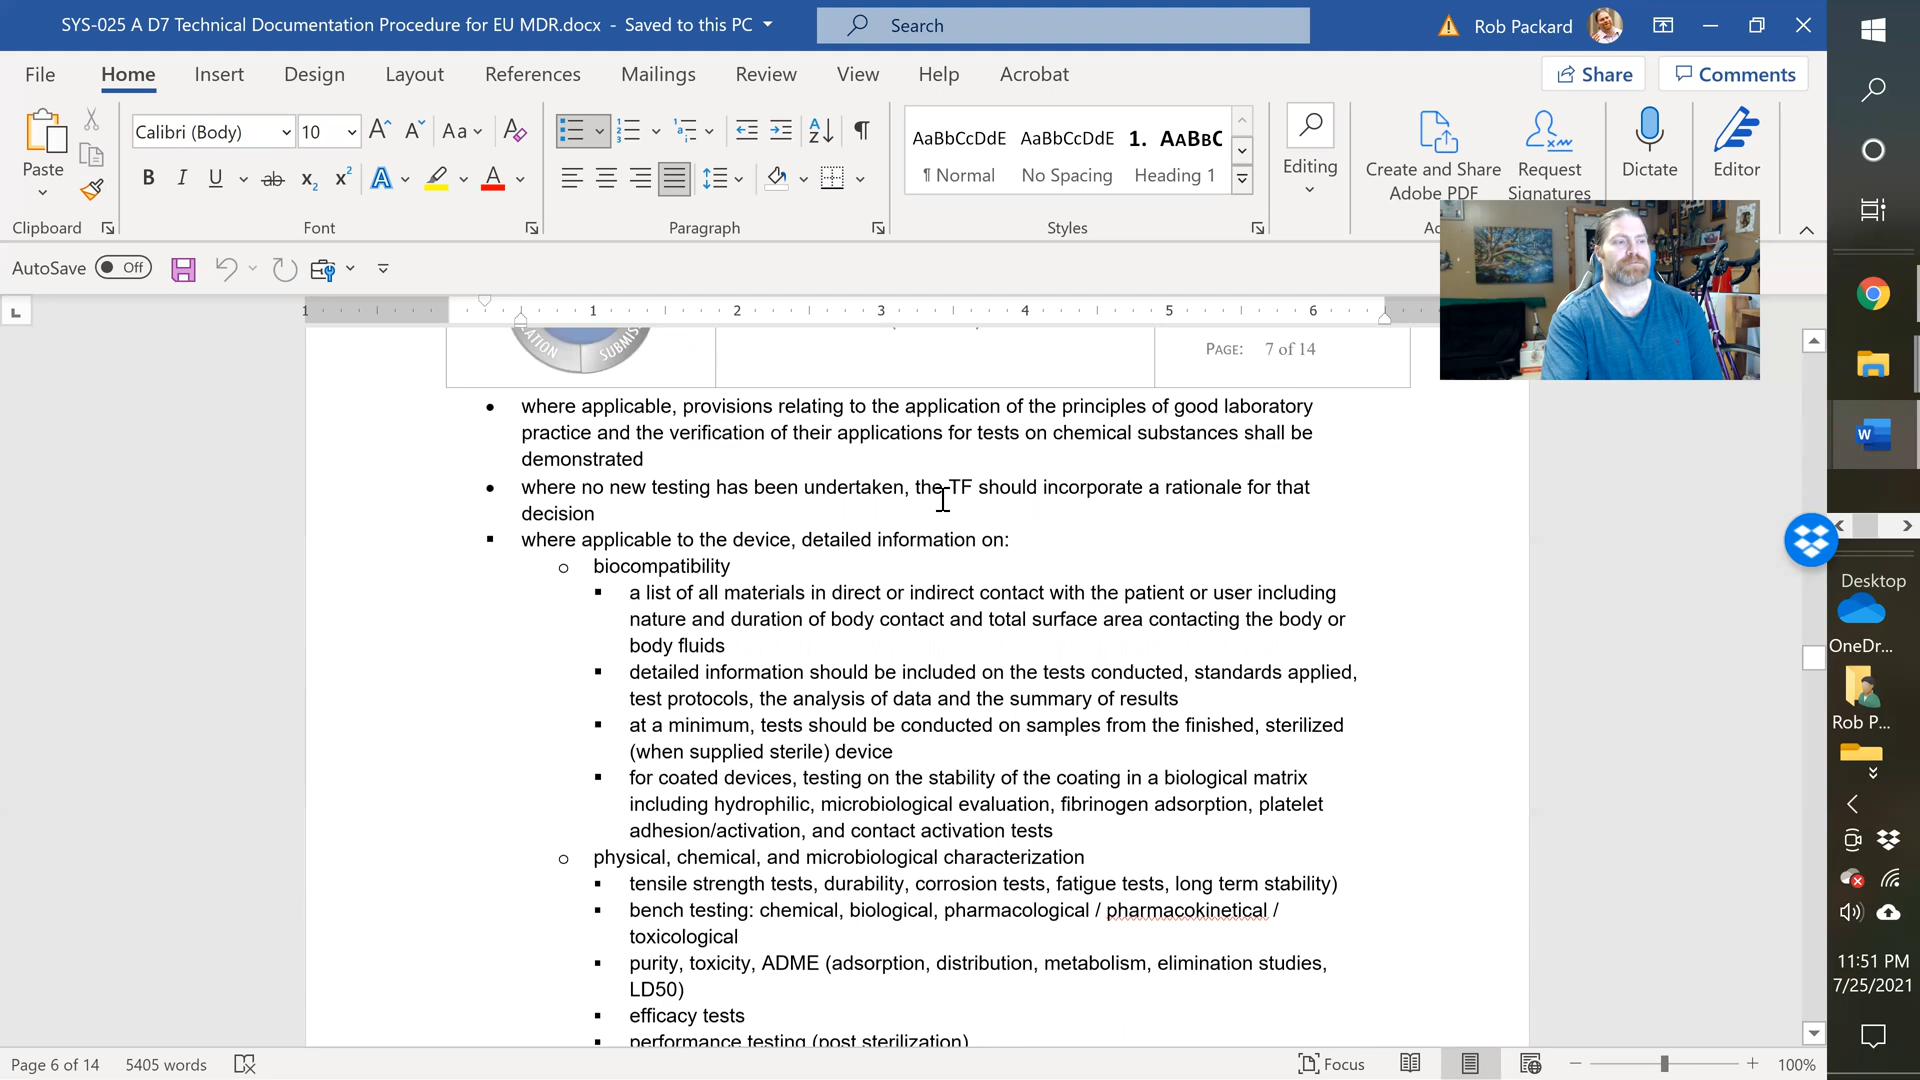 SYS-025 A D7 Technical Documentation Procedure for EU MDR.docx - Saved to this PC
Search
Rob Packard
File Home Insert Design Layout References Mailings Review View Help Acrobat
Share Comments
Paste
Calibri (Body) 10
AaBbCcDdE AaBbCcDdE 1. AABBC
¶ Normal No Spacing Heading 1
Editing
Create and Share
Adobe PDF
Request
Signatures
Dictate
Editor
Clipboard Font Paragraph Styles
AutoSave Off
1 1 2 3 4 5 6
SUBMIS
PAGE: 7 of 14
where applicable, provisions relating to the application of the principles of good laboratory
practice and the verification of their applications for tests on chemical substances shall be
demonstrated
where no new testing has been undertaken, the TF should incorporate a rationale for that
decision
where applicable to the device, detailed information on:
biocompatibility
a list of all materials in direct or indirect contact with the patient or user including
nature and duration of body contact and total surface area contacting the body or
body fluids
detailed information should be included on the tests conducted, standards applied,
test protocols, the analysis of data and the summary of results
at a minimum, tests should be conducted on samples from the finished, sterilized
(when supplied sterile) device
for coated devices, testing on the stability of the coating in a biological matrix
including hydrophilic, microbiological evaluation, fibrinogen adsorption, platelet
adhesion/activation, and contact activation tests
physical, chemical, and microbiological characterization
tensile strength tests, durability, corrosion tests, fatigue tests, long term stability)
bench testing: chemical, biological, pharmacological / pharmacokinetical /
toxicological
purity, toxicity, ADME (adsorption, distribution, metabolism, elimination studies,
LD50)
efficacy tests
performance testing (post sterilization)
Page 6 of 14 5405 words
Focus
100%
Desktop
OneDr...
Rob P...
11:51 PM
7/25/2021